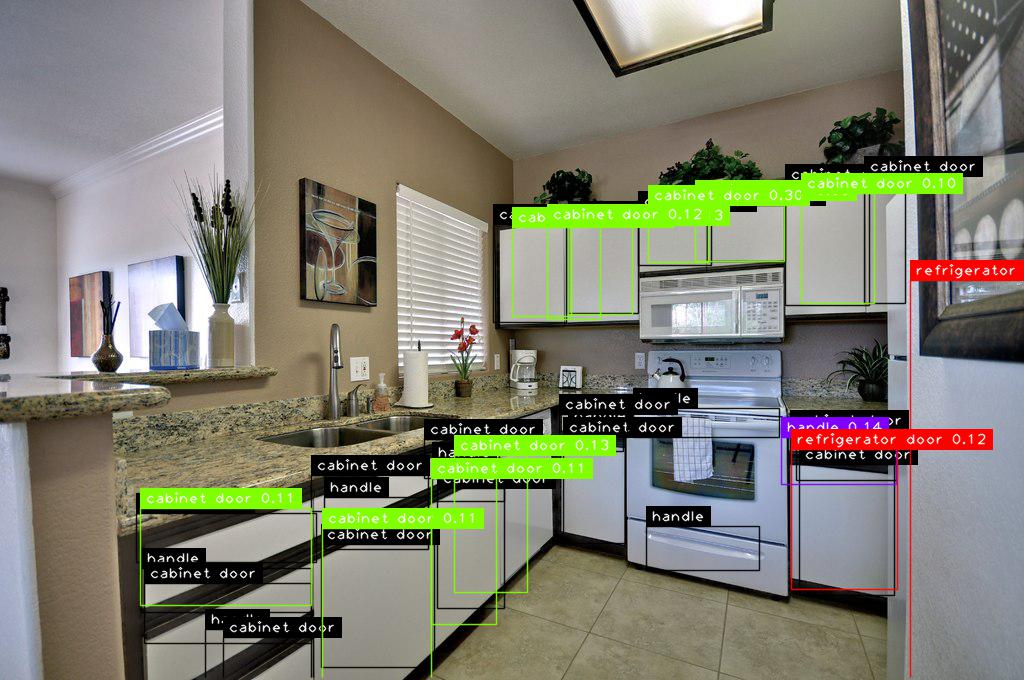 cabinet door
cabinet door 0.10
cabinet door 0.30
cab
cabinet door 0.12
3
refrigerator
cabinet door
handle 0.14
cabinet door
cabinet door
refrigerator door 0.12
cabinet door 0.13
cabinet door
cabinet door
cabinet door 0.11
cabinet door
handle
cabinet door 0.11
cabinet door 0.11
handle
cabinet door
handle
cabinet door
cabinet door